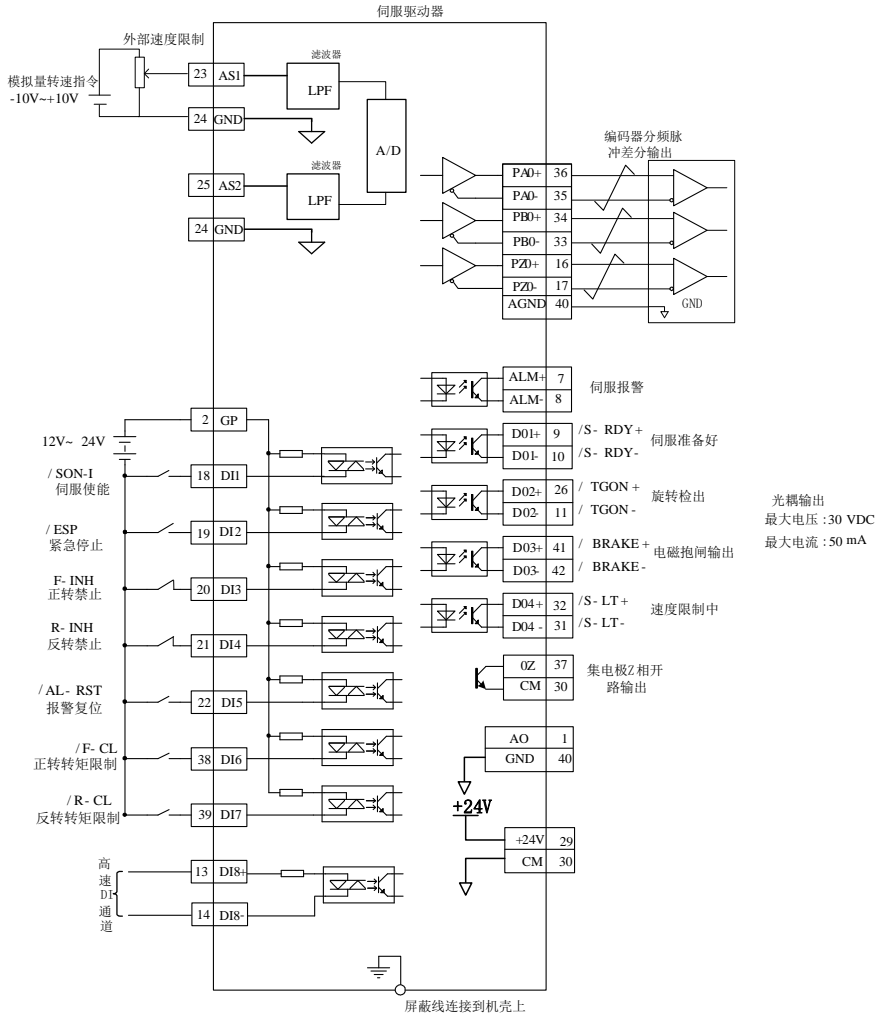 伺服驱动器
外部速度限制
模拟量转速指令
-10V~+10V
23 AS1
滤波器
LPF
24 GND
A/D
25 AS2
滤波器
LPF
24 GND
编码器分频脉
冲差分输出
PA0+ 36
PA0- 35
PB0+ 34
PB0- 33
PZ0+ 16
PZ0- 17
AGND 40
GND
ALM+ 7
ALM- 8
伺服报警
D01+ 9 /S- RDY+
D01- 10 /S- RDY-
伺服准备好
D02+ 26 / TGON +
D02- 11 / TGON -
旋转检出
D03+ 41 / BRAKE +
D03- 42 / BRAKE -
电磁抱闸输出
D04+ 32 /S- LT+
D04 - 31 /S- LT-
速度限制中
光耦输出
最大电压:30 VDC
最大电流:50 mA
0Z 37
CM 30
集电极Z相开
路输出
AO 1
GND 40
+24V
+24V 29
CM 30
2 GP
12V~ 24V
/ SON-I
伺服使能
18 DI1
/ ESP
紧急停止
19 DI2
F- INH
正转禁止
20 DI3
R- INH
反转禁止
21 DI4
/AL- RST
报警复位
22 DI5
/ F- CL
正转转矩限制
38 DI6
/ R- CL
反转转矩限制
39 DI7
高
速
DI
通
道
13 DI8+
14 DI8-
屏蔽线连接到机壳上